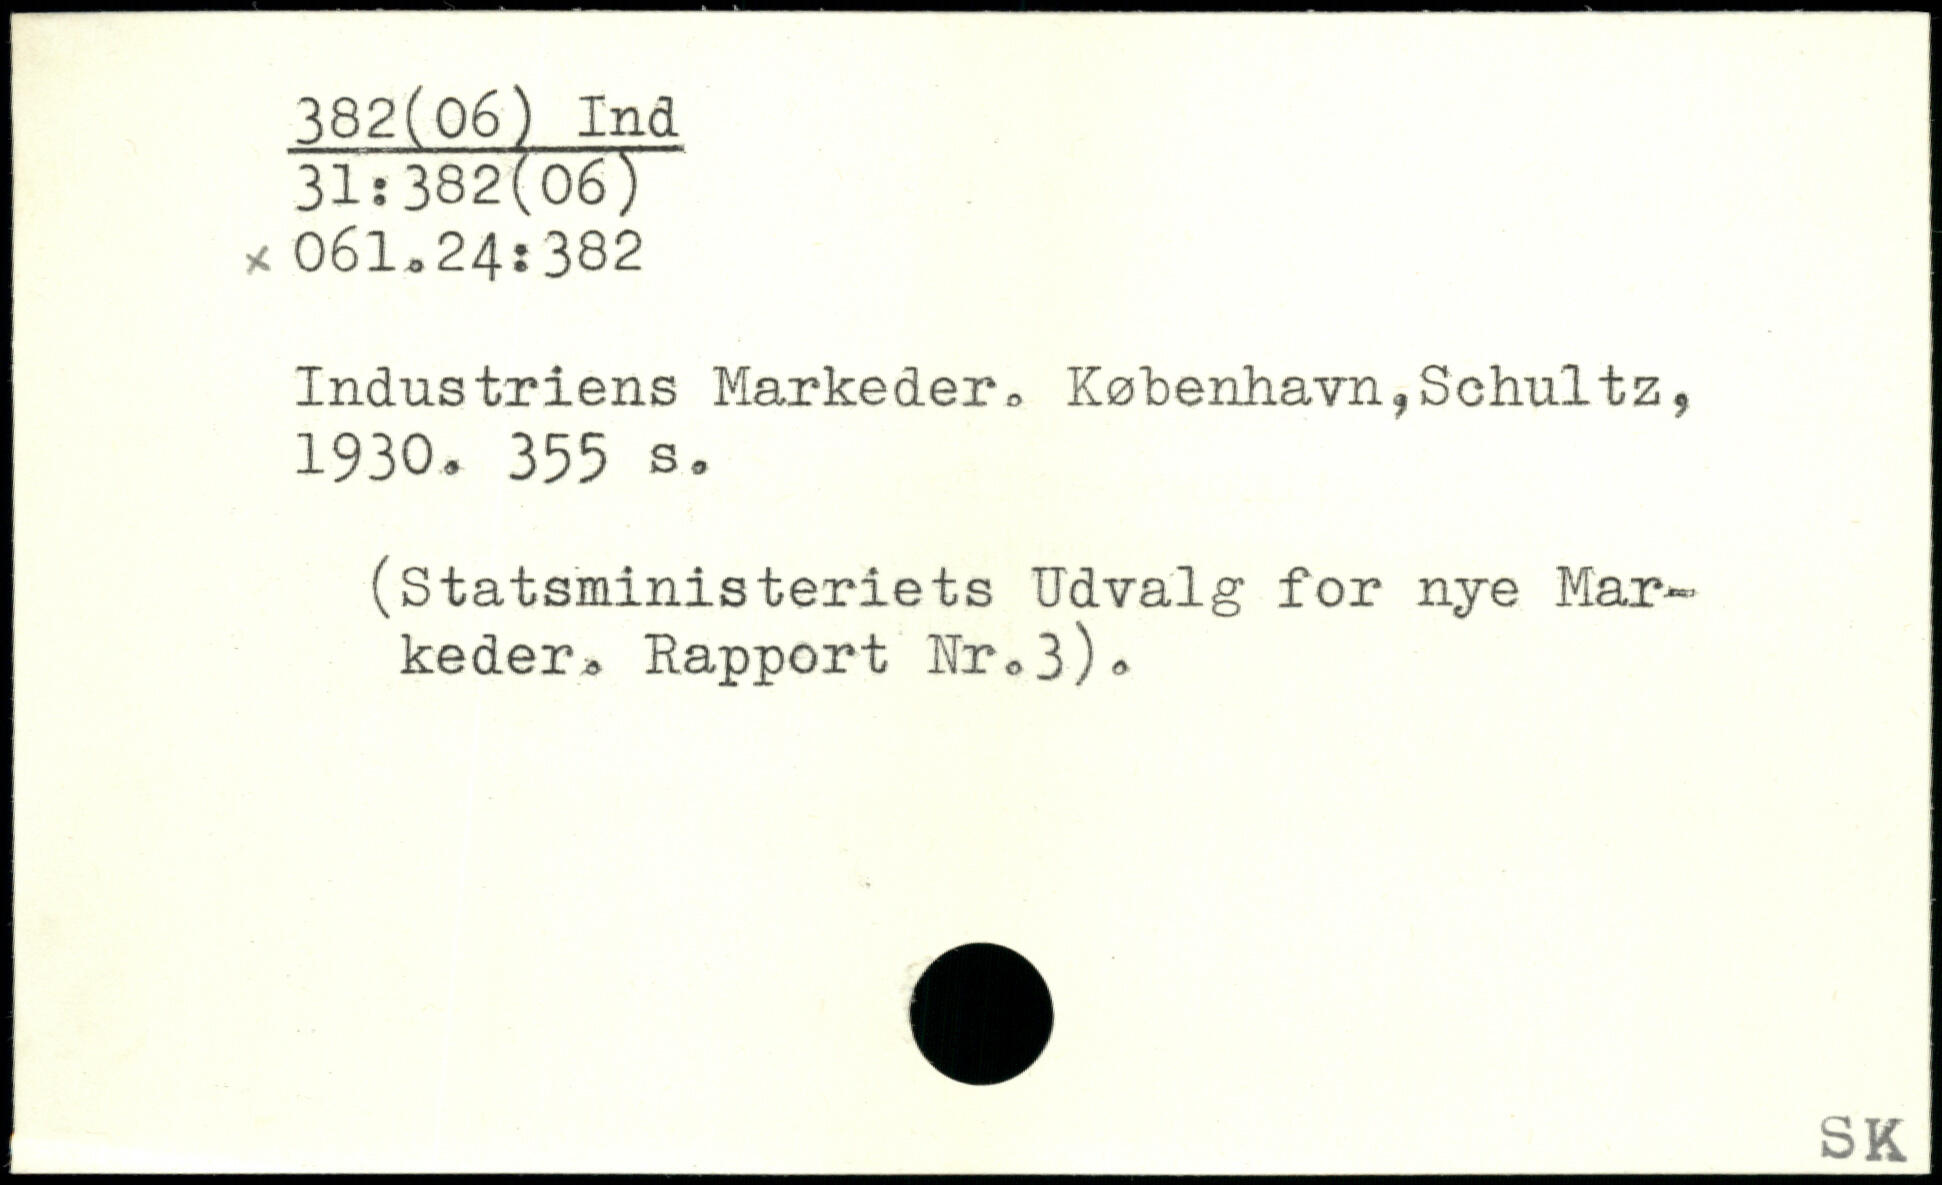 382(06) Ind
31:382(06)
x 061.24:382
Industriens Markeder. København,Schultz,
1930. 355 s.
(Statsministeriets Udvalg for nye Mar-
keder. Rapport Nr.3).
SK